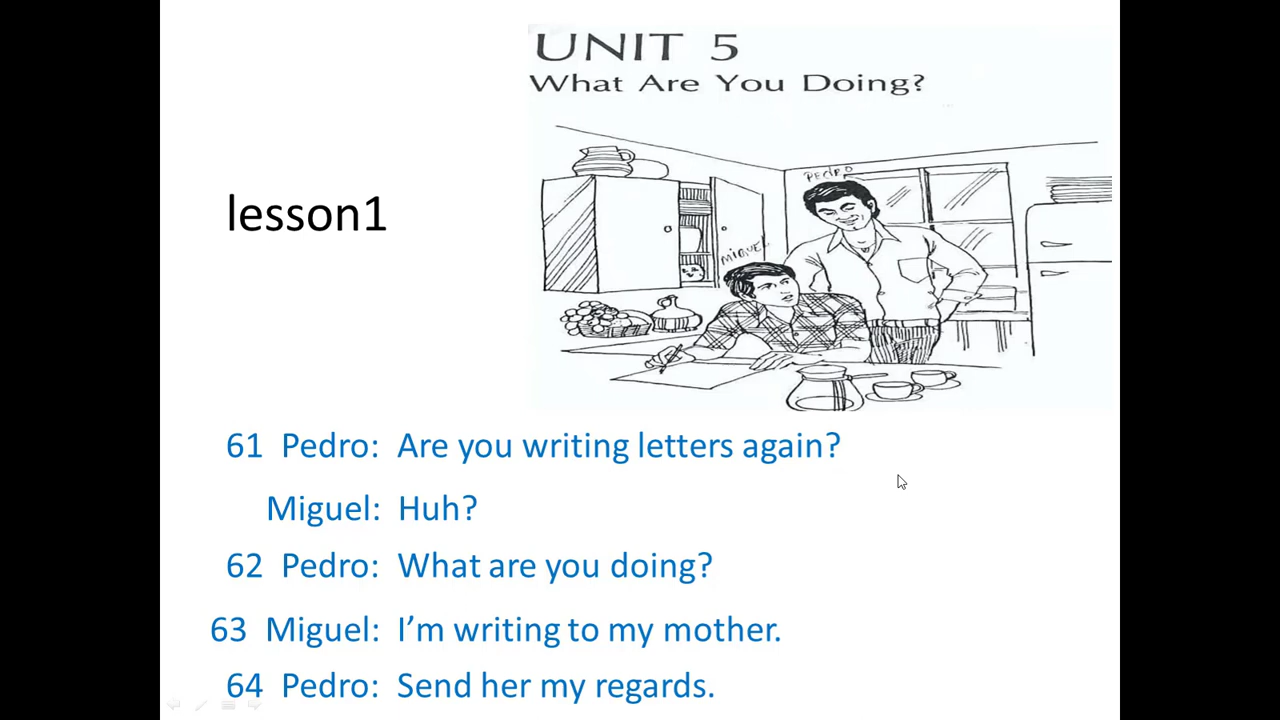 UNIT 5
What Are You Doing?
PEDRO
MIGUEL
lesson1
61 Pedro: Are you writing letters again?
Miguel: Huh?
62 Pedro: What are you doing?
63 Miguel: I’m writing to my mother.
64 Pedro: Send her my regards.